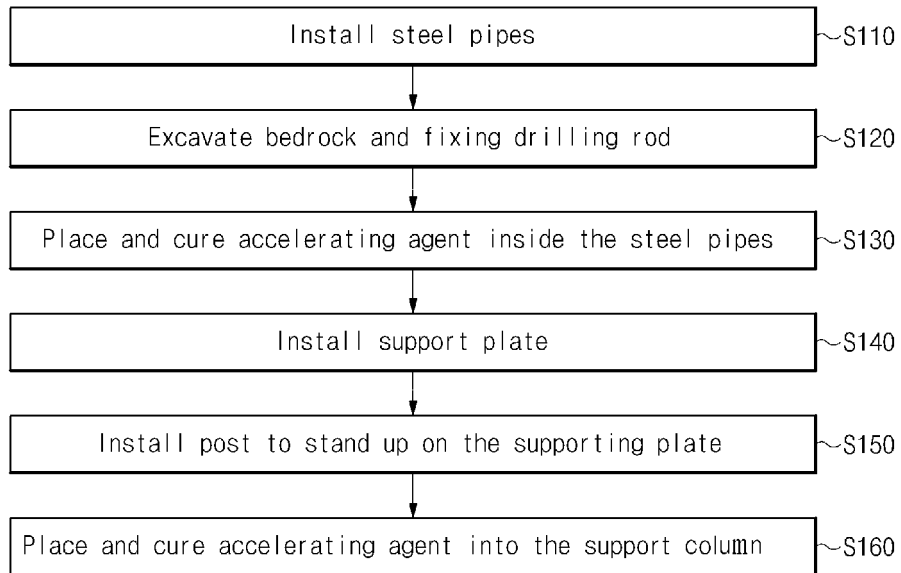 Install steel pipes
S110
Excavate bedrock and fixing drilling rod
S120
Place and cure accelerating agent inside the steel pipes
S130
Install support plate
S140
Install post to stand up on the supporting plate
S150
Place and cure accelerating agent into the support column
S160